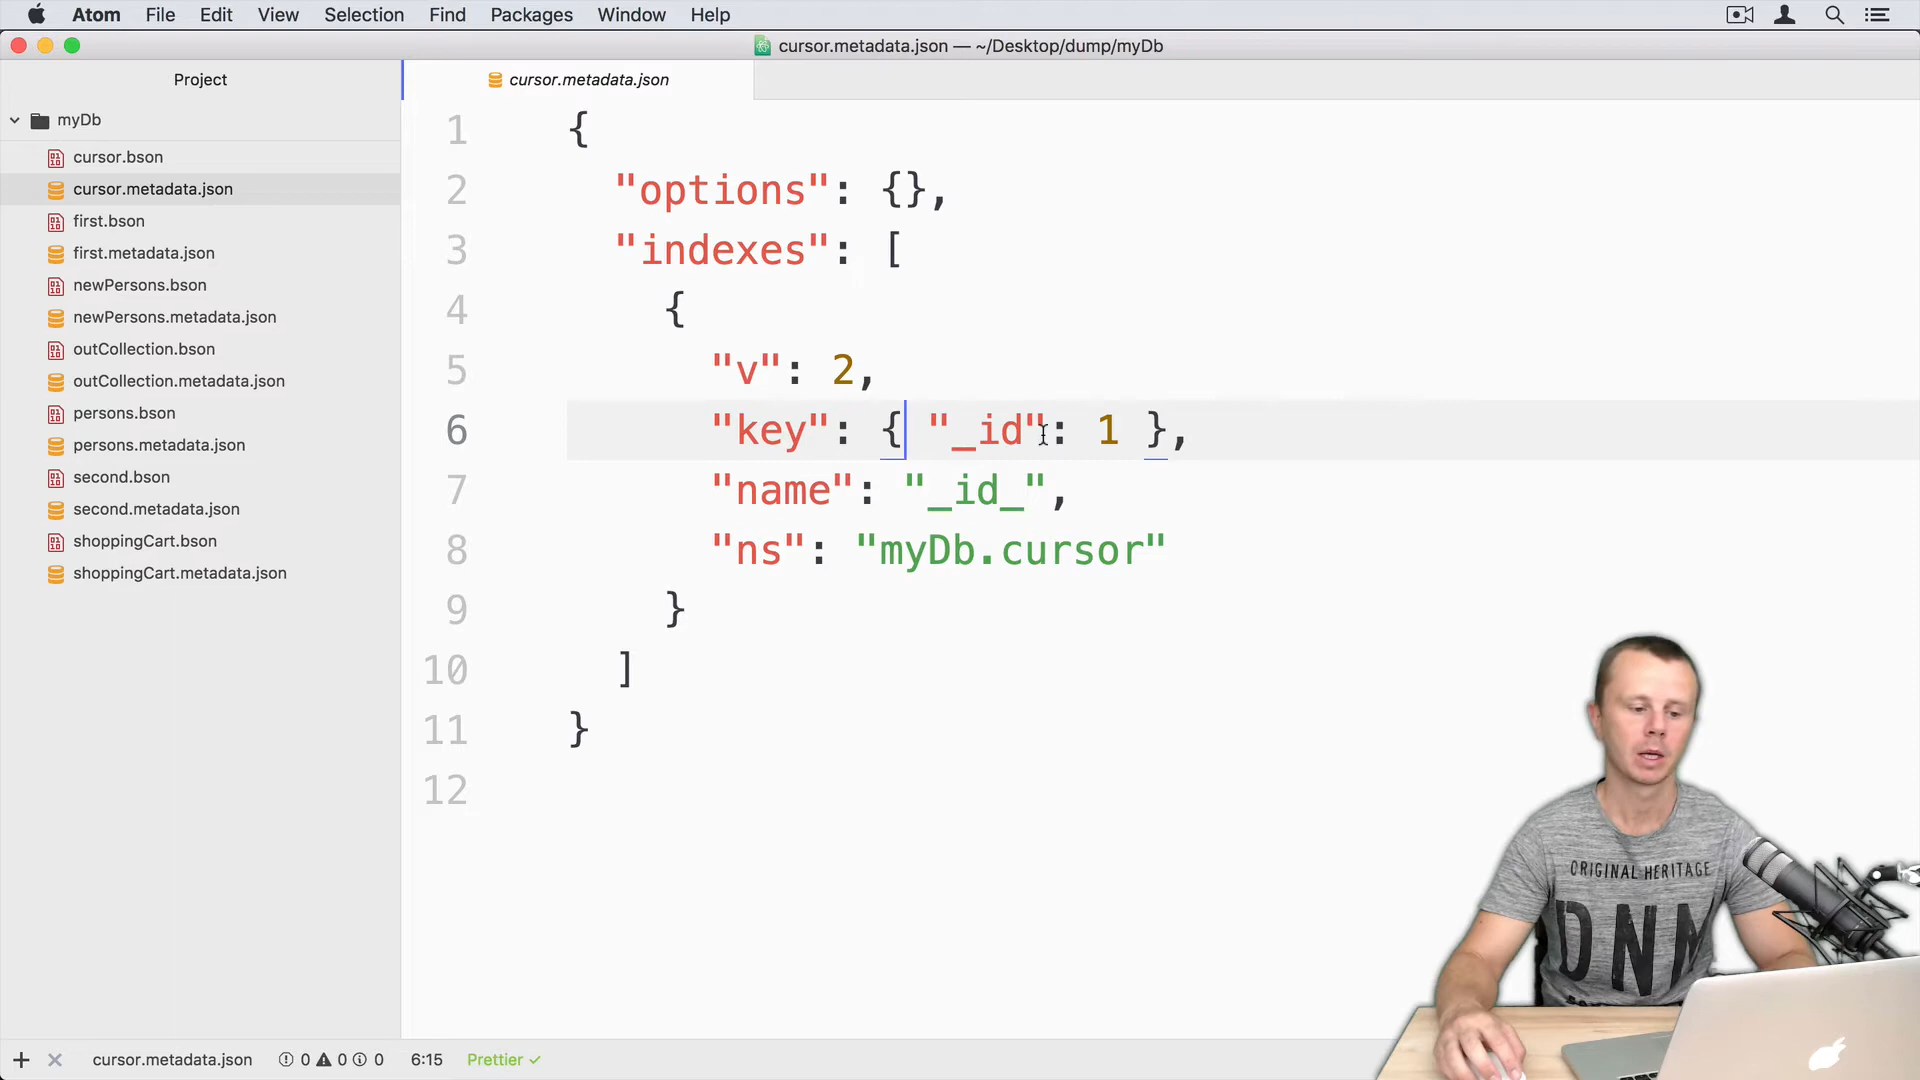 Atom File Edit View Selection Find Packages Window Help
cursor.metadata.json — ~/Desktop/dump/myDb
Project
cursor.metadata.json
myDb
cursor.bson
cursor.metadata.json
first.bson
first.metadata.json
newPersons.bson
newPersons.metadata.json
outCollection.bson
outCollection.metadata.json
persons.bson
persons.metadata.json
second.bson
second.metadata.json
shoppingCart.bson
shoppingCart.metadata.json
1 {
2 "options": {},
3 "indexes": [
4 {
5 "v": 2,
6 "key": { "_id": 1 },
7 "name": "_id_",
8 "ns": "myDb.cursor"
9 }
10 ]
11 }
12
ORIGINAL HERITAGE
DNM
cursor.metadata.json 0 0 0 6:15 Prettier ✓